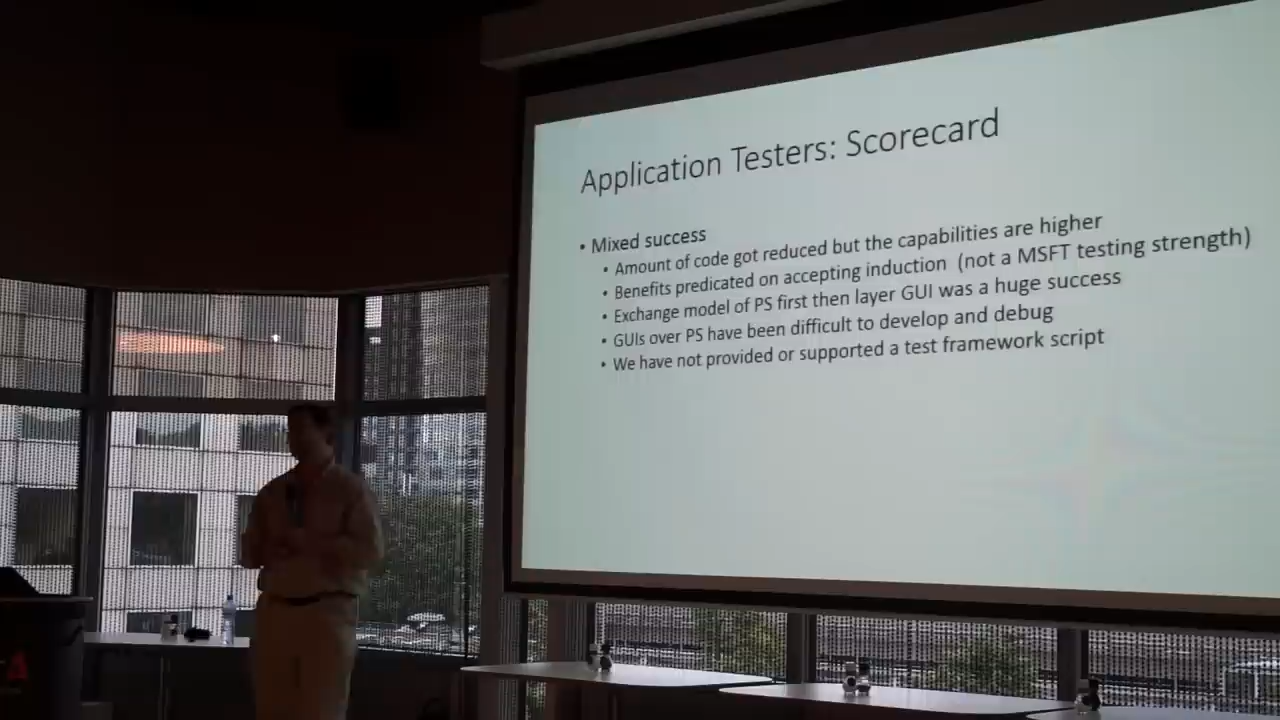 Application Testers: Scorecard
• Mixed success
• Amount of code got reduced but the capabilities are higher
• Benefits predicated on accepting induction (not a MSFT testing strength)
• Exchange model of PS first then layer GUI was a huge success
• GUIs over PS have been difficult to develop and debug
• We have not provided or supported a test framework script